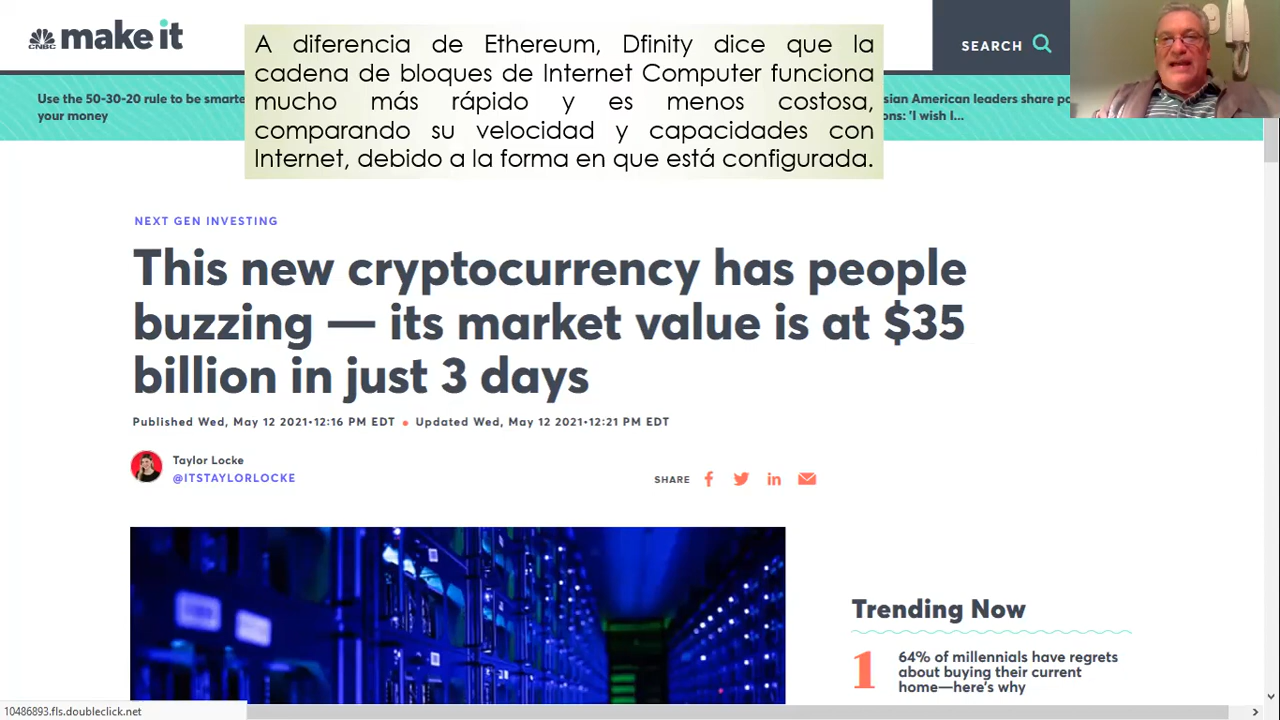 CNBC make it
SEARCH
A diferencia de Ethereum, Dfinity dice que la
cadena de bloques de Internet Computer funciona
mucho más rápido y es menos costosa,
comparando su velocidad y capacidades con
Internet, debido a la forma en que está configurada.
Use the 50-30-20 rule to be smarte
your money
sian American leaders share
ons: 'I wish I...
NEXT GEN INVESTING
This new cryptocurrency has people
buzzing — its market value is at $35
billion in just 3 days
Published Wed, May 12 2021•12:16 PM EDT • Updated Wed, May 12 2021•12:21 PM EDT
Taylor Locke
@ITSTAYLORLOCKE
SHARE
Trending Now
1
64% of millennials have regrets
about buying their current
home—here's why
10486893.fls.doubleclick.net